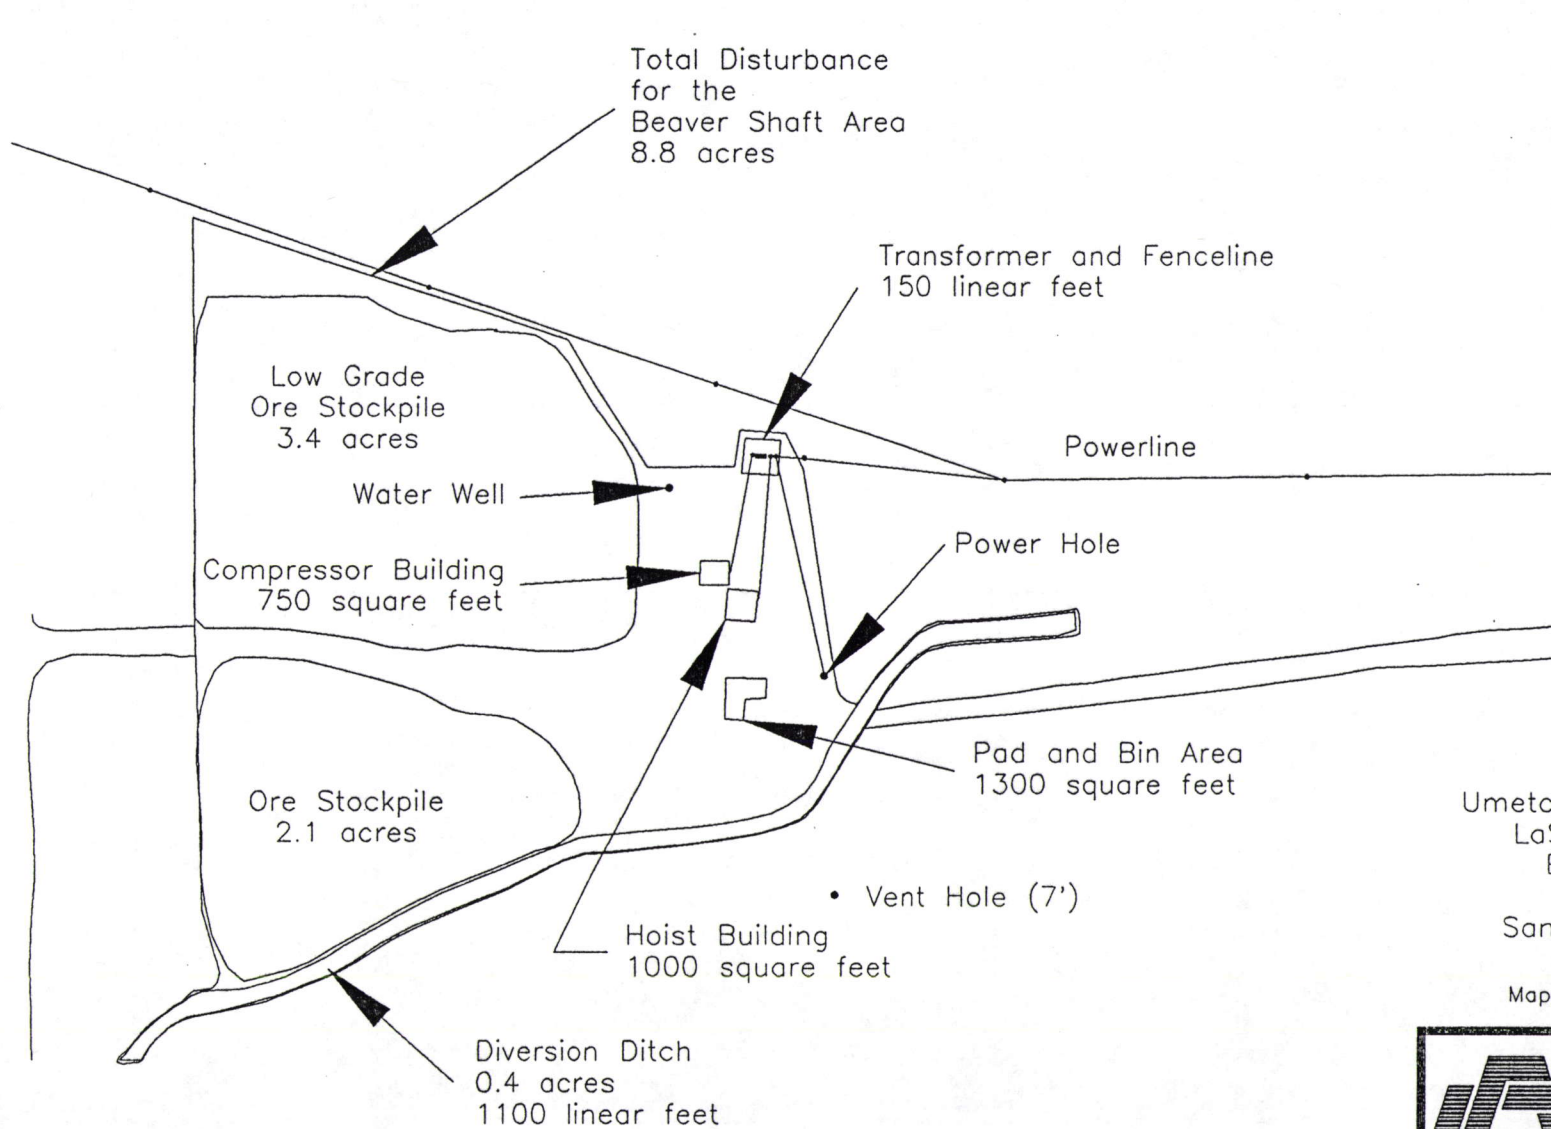 Total Disturbance
for the
Beaver Shaft Area
8.8 acres
Transformer and Fenceline
150 linear feet
Low Grade
Ore Stockpile
3.4 acres
Powerline
Water Well
Power Hole
Compressor Building
750 square feet
Pad and Bin Area
1300 square feet
Ore Stockpile
2.1 acres
Vent Hole (7')
Hoist Building
1000 square feet
Diversion Ditch
0.4 acres
1100 linear feet
San
Map